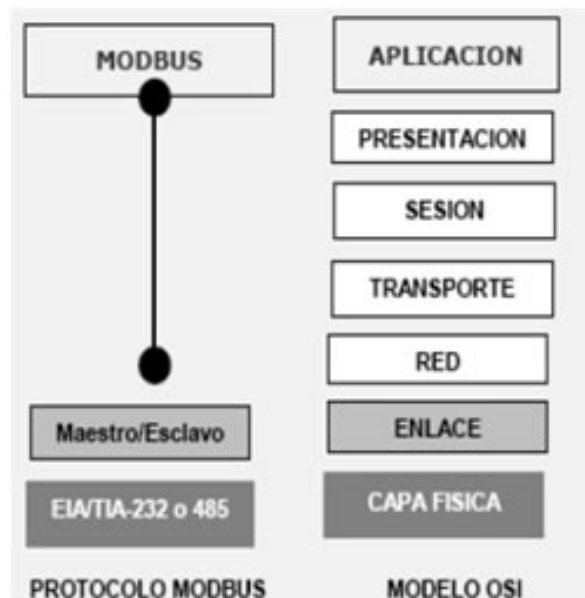 MODBUS
APLICACION
PRESENTACION
SESION
TRANSPORTE
RED
Maestro/Esclavo
ENLACE
EIA/TIA-232 o 485
CAPA FISICA
PROTOCOLO MODBUS
MODELO OSI